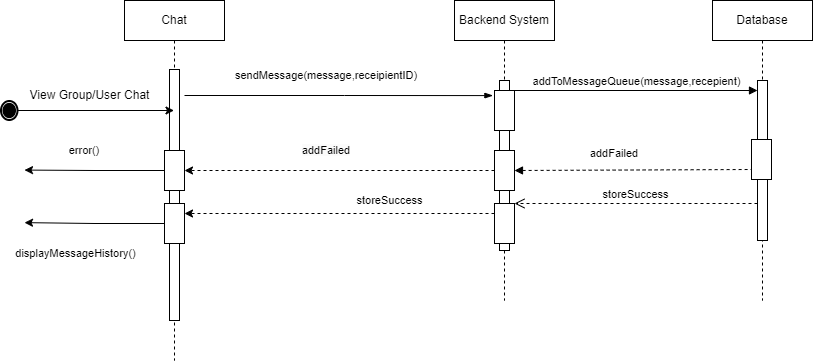 Chat
Backend System
Database
sendMessage(message,receipientID)
addToMessageQueue(message,recepient)
View Group/User Chat
error()
addFailed
addFailed
storeSuccess
storeSuccess
displayMessageHistory()